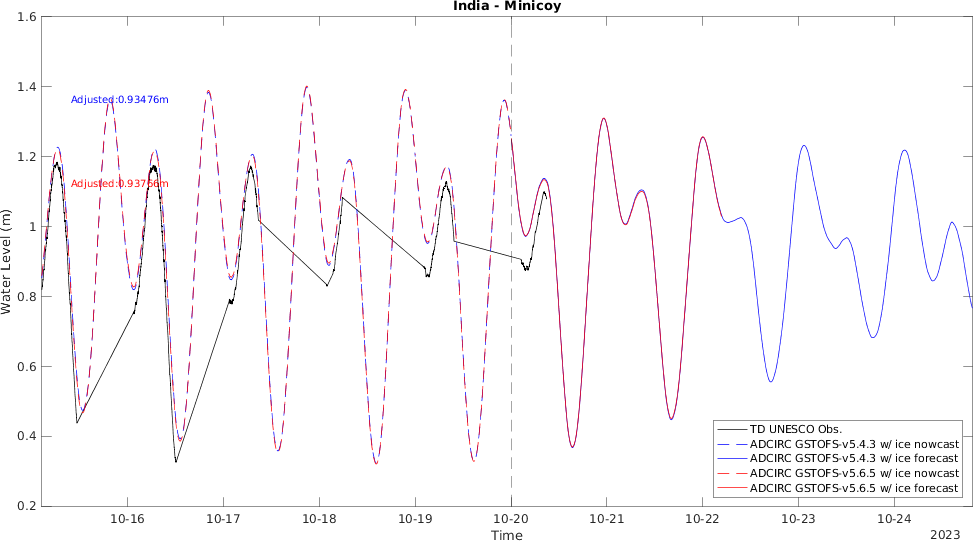 India - Minicoy
1.6
1.4
1.2
1
0.8
0.6
0.4
0.2
Water Level (m)
Adjusted:0.93476m
Adjusted:0.93766m
TD UNESCO Obs.
ADCIRC GSTOFS-v5.4.3 w/ ice nowcast
ADCIRC GSTOFS-v5.4.3 w/ ice forecast
ADCIRC GSTOFS-v5.6.5 w/ ice nowcast
ADCIRC GSTOFS-v5.6.5 w/ ice forecast
10-16 10-17 10-18 10-19 10-20 10-21 10-22 10-23 10-24
Time
2023